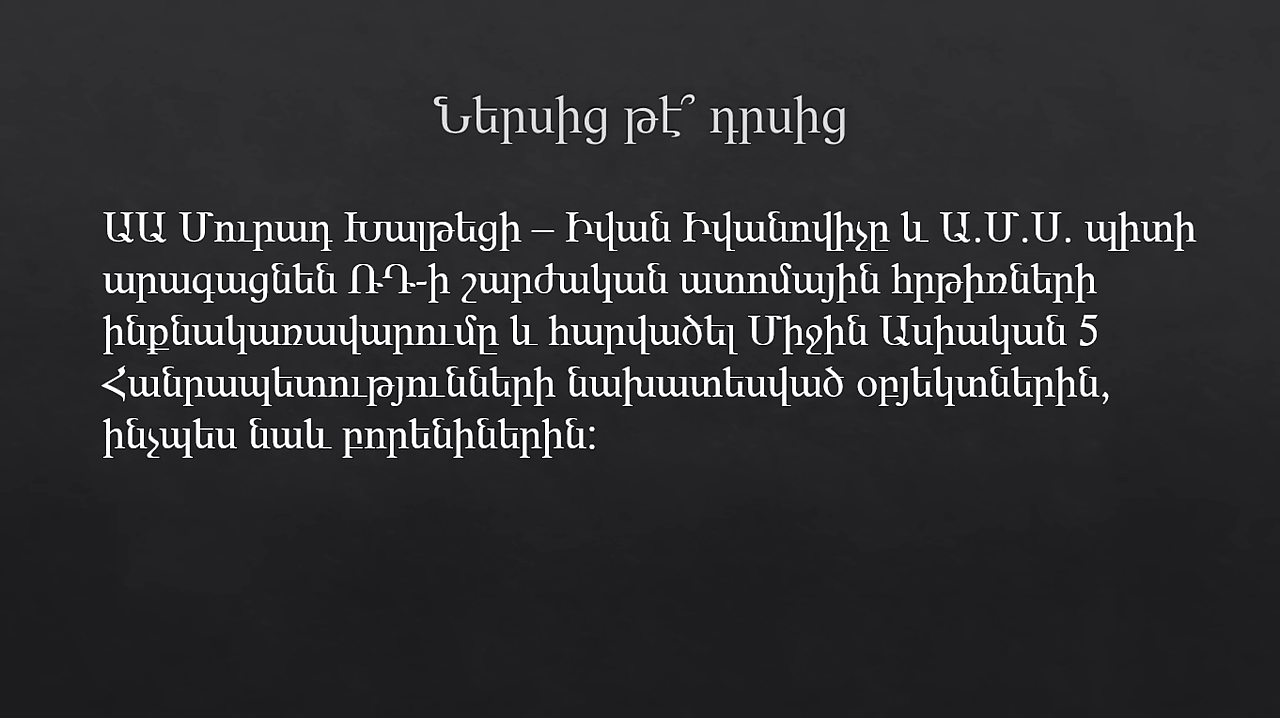 Ներսից թէ՞ դրսից
ԱԱ Մուրադ Խալթեցի – Իվան Իվանովիչը և Ա.Մ.Ս. պիտի
արագացնեն ՌԴ-ի շարժական ատոմային հրթիռների
ինքնակառավարումը և հարվածել Միջին Ասիական 5
Հանրապետությունների նախատեսված օբյեկտներին,
ինչպես նաև բորենիներին: